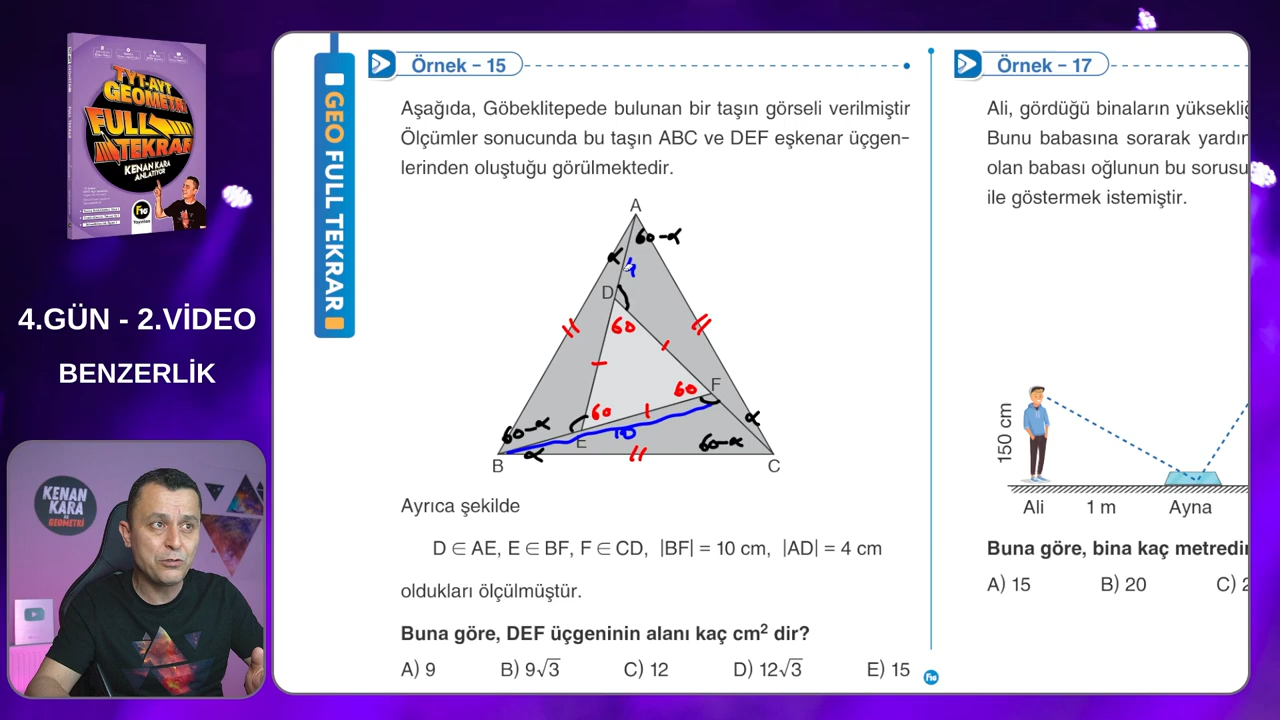 TYT-AYT
GEOMETRİ
FULL
TEKRAR
KENAN KARA
ANLATIYOR
4.GÜN - 2.VİDEO
BENZERLİK
KENAN
KARA
GEOMETRİ
GEO FULL TEKRAR
Örnek – 15
Aşağıda, Göbeklitepede bulunan bir taşın görseli verilmiştir
Ölçümler sonucunda bu taşın ABC ve DEF eşkenar üçgen-
lerinden oluştuğu görülmektedir.
A
60-α
α
4
D
60
F
60
60
α
60-α
E
10
60-α
B
α
C
Ayrıca şekilde
D ∈ AE, E ∈ BF, F ∈ CD, |BF| = 10 cm, |AD| = 4 cm
oldukları ölçülmüştür.
Buna göre, DEF üçgeninin alanı kaç cm² dir?
A) 9 B) 9√3 C) 12 D) 12√3 E) 15
Örnek – 17
Ali, gördüğü binaların yüksekliğ
Bunu babasına sorarak yardır
olan babası oğlunun bu sorusu
ile göstermek istemiştir.
150 cm
Ali 1 m Ayna
Buna göre, bina kaç metredir
A) 15 B) 20 C) 2